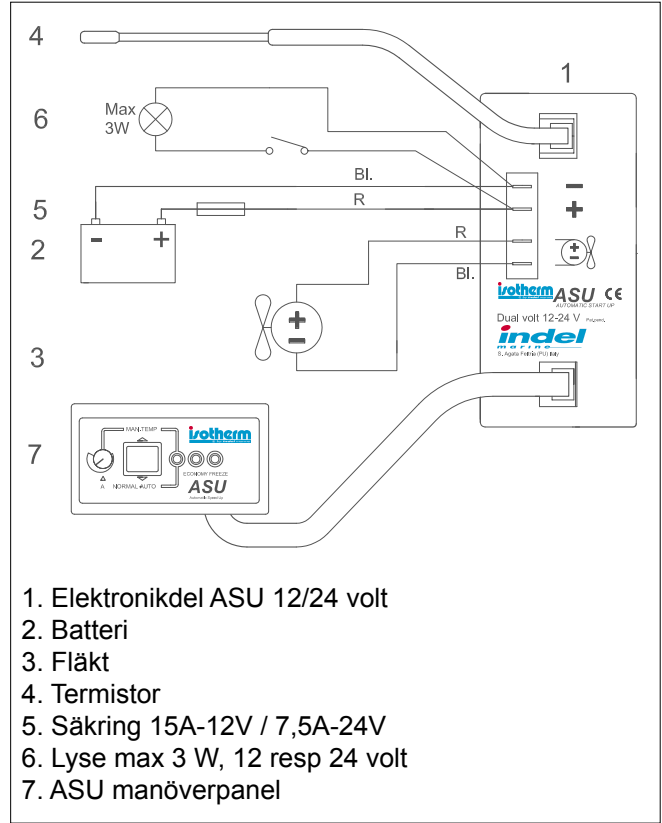 4
1
6
Max
3W
Bl.
−
5
R
+
2
− +
R
+
−
Bl.
isotherm ASU CE
AUTOMATIC START UP
Dual volt 12-24 V
+
−
indel
marine
S. Agata Feltria (PU) Italy
3
7
MAN.TEMP
isotherm
ECONOMY FREEZE
A NORMAL AUTO
ASU
1. Elektronikdel ASU 12/24 volt
2. Batteri
3. Fläkt
4. Termistor
5. Säkring 15A-12V / 7,5A-24V
6. Lyse max 3 W, 12 resp 24 volt
7. ASU manöverpanel